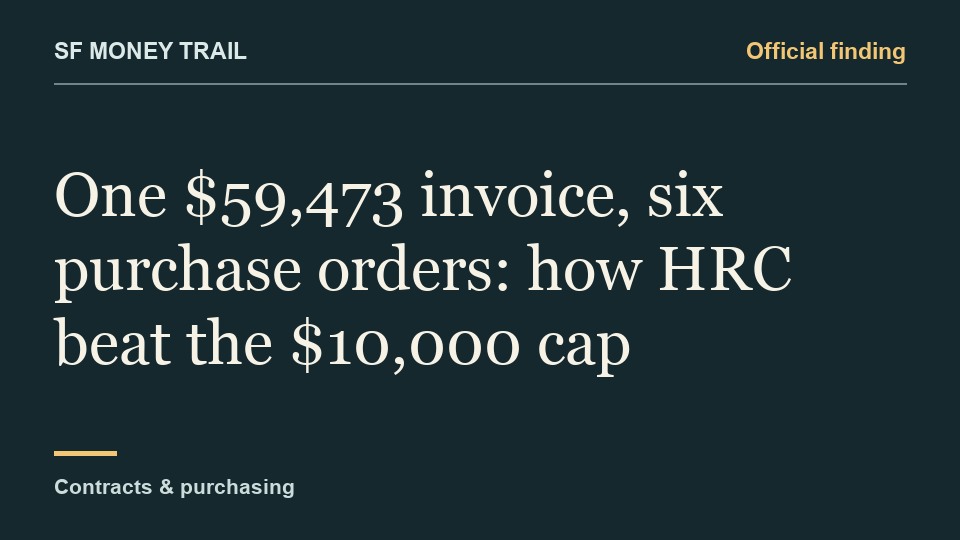 SF MONEY TRAIL
Official finding
One $59,473 invoice, six
purchase orders: how HRC
beat the $10,000 cap
Contracts & purchasing